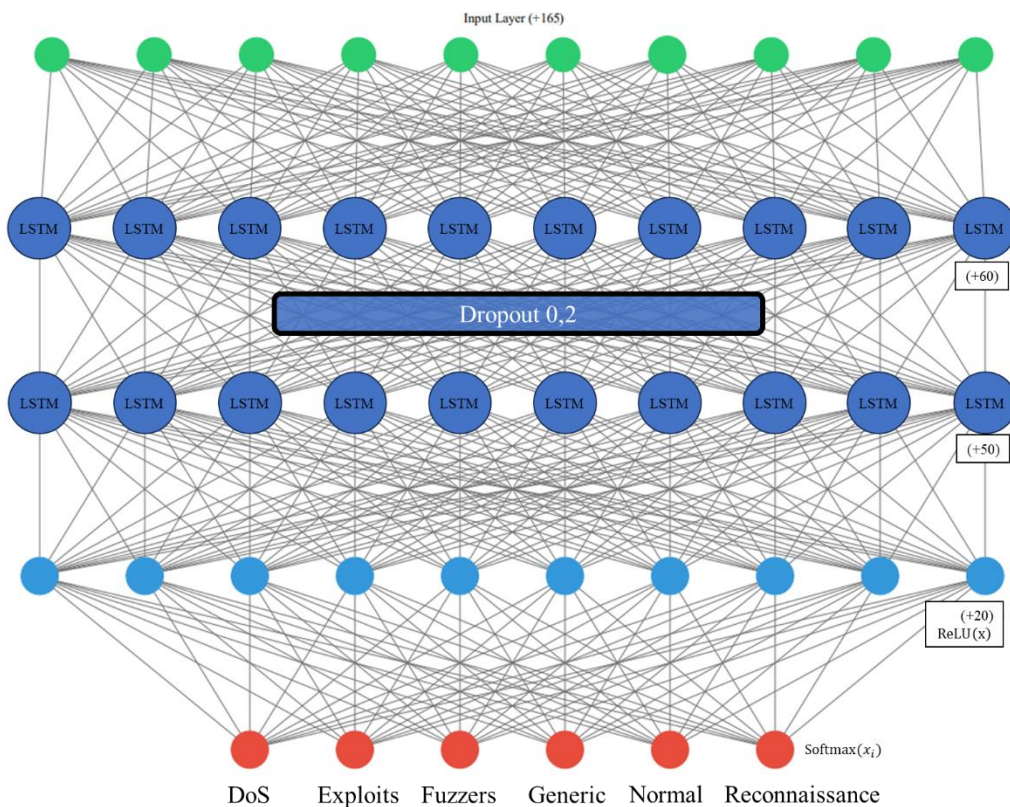 Input Layer (+165)
LSTM LSTM LSTM LSTM LSTM LSTM LSTM LSTM LSTM LSTM
(+60)
Dropout 0,2
LSTM LSTM LSTM LSTM LSTM LSTM LSTM LSTM LSTM LSTM
(+50)
(+20)
ReLU(x)
Softmax(x_i)
DoS Exploits Fuzzers Generic Normal Reconnaissance